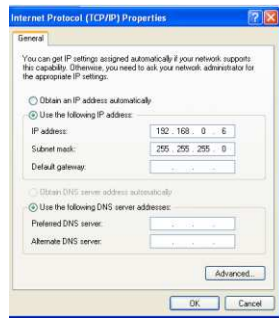 Internet Protocol (TCP/IP) Properties
General
You can get IP settings assigned automatically if your network supports
this capability. Otherwise, you need to ask your network administrator for
the appropriate IP settings.
Obtain an IP address automatically
Use the following IP address:
IP address: 192 . 168 . 0 . 6
Subnet mask: 255 . 255 . 255 . 0
Default gateway: . . .
Obtain DNS server address automatically
Use the following DNS server addresses:
Preferred DNS server: . . .
Alternate DNS server: . . .
Advanced...
OK Cancel